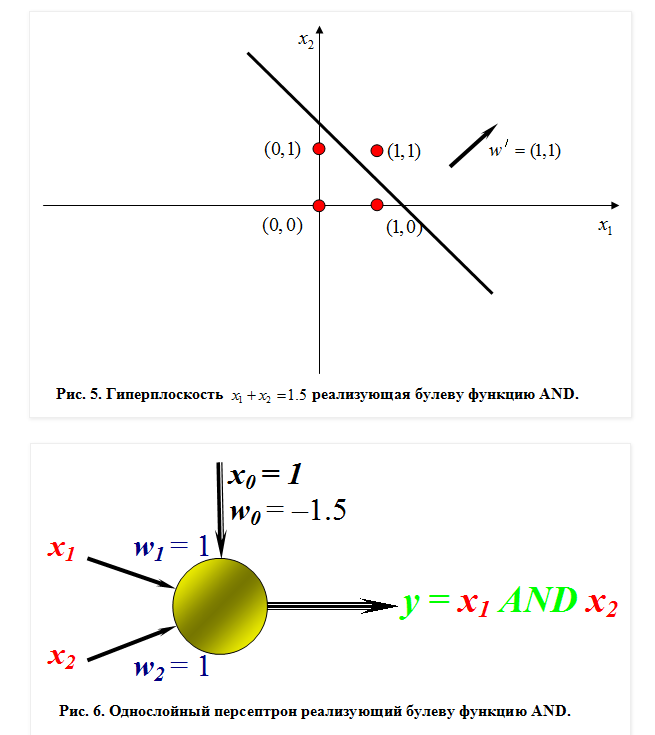 x₂
(0,1)
(1,1)
w′ = (1,1)
(0,0)
(1,0)
x₁
Рис. 5. Гиперплоскость x₁ + x₂ = 1.5 реализующая булеву функцию AND.
x₀ = 1
w₀ = –1.5
x₁
w₁ = 1
y = x₁ AND x₂
x₂
w₂ = 1
Рис. 6. Однослойный персептрон реализующий булеву функцию AND.